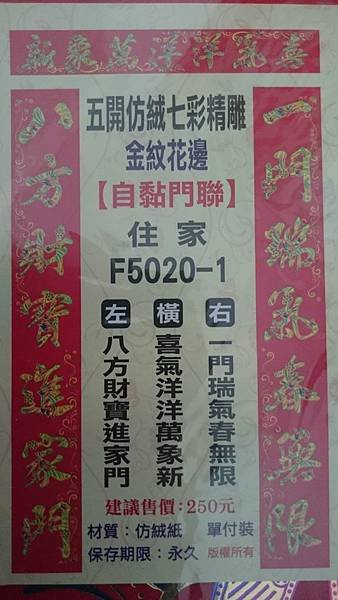 喜氣洋洋萬象新
一門瑞氣春無限
八方財寶進家門
五開仿絨七彩精雕
金紋花邊
【自黏門聯】
住家
F5020-1
右 一門瑞氣春無限
橫 喜氣洋洋萬象新
左 八方財寶進家門
建議售價:250元
材質:仿絨紙 單付裝
保存期限:永久 版權所有